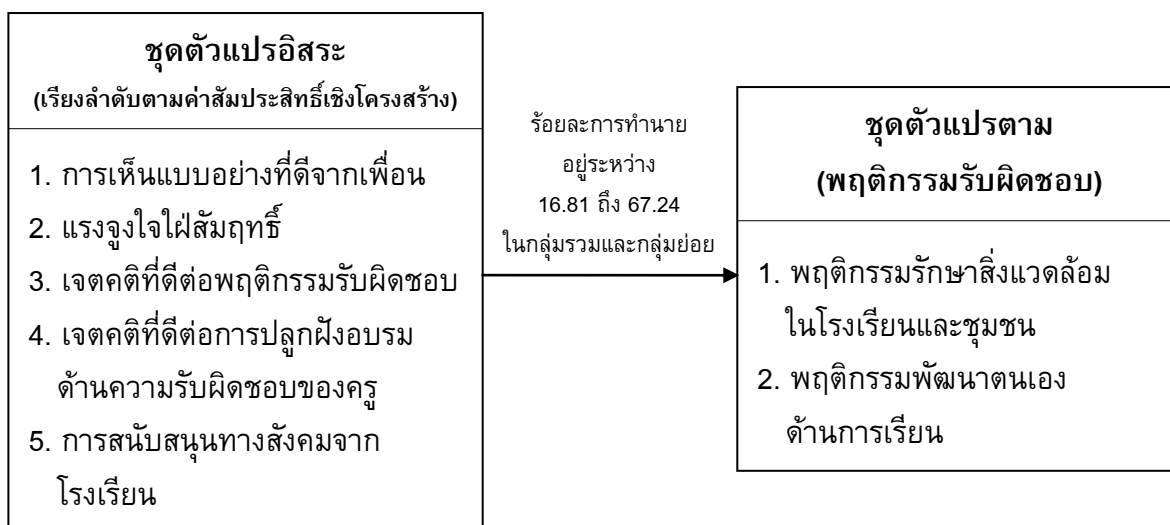 ชุดตัวแปรอิสระ
(เรียงลำดับตามค่าสัมประสิทธิ์เชิงโครงสร้าง)
1. การเห็นแบบอย่างที่ดีจากเพื่อน
2. แรงจูงใจใฝ่สัมฤทธิ์
3. เจตคติที่ดีต่อพฤติกรรมรับผิดชอบ
4. เจตคติที่ดีต่อการปลูกฝังอบรม
ด้านความรับผิดชอบของครู
5. การสนับสนุนทางสังคมจาก
โรงเรียน
ร้อยละการทำนาย
อยู่ระหว่าง
16.81 ถึง 67.24
ในกลุ่มรวมและกลุ่มย่อย
ชุดตัวแปรตาม
(พฤติกรรมรับผิดชอบ)
1. พฤติกรรมรักษาสิ่งแวดล้อม
ในโรงเรียนและชุมชน
2. พฤติกรรมพัฒนาตนเอง
ด้านการเรียน